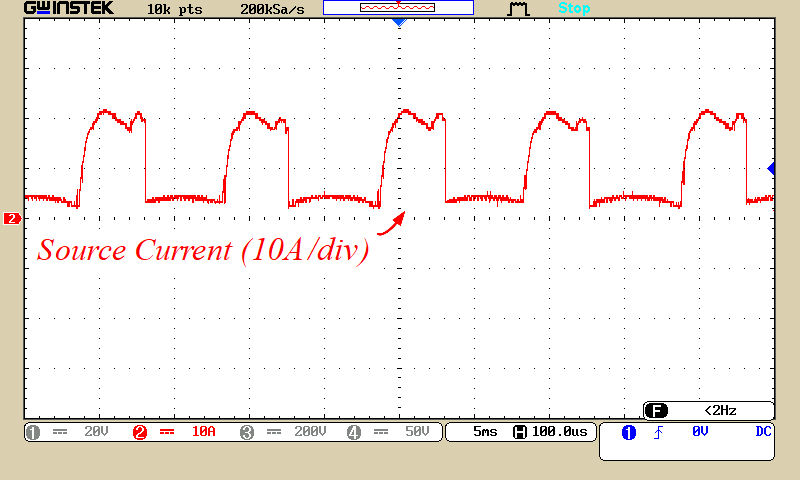 GWINSTEK 10k pts 200kSa/s Stop
2
Source Current (10A/div)
F <2Hz
1 20V 2 10A 3 200V 4 50V 5ms H 100.0us 1 0V DC